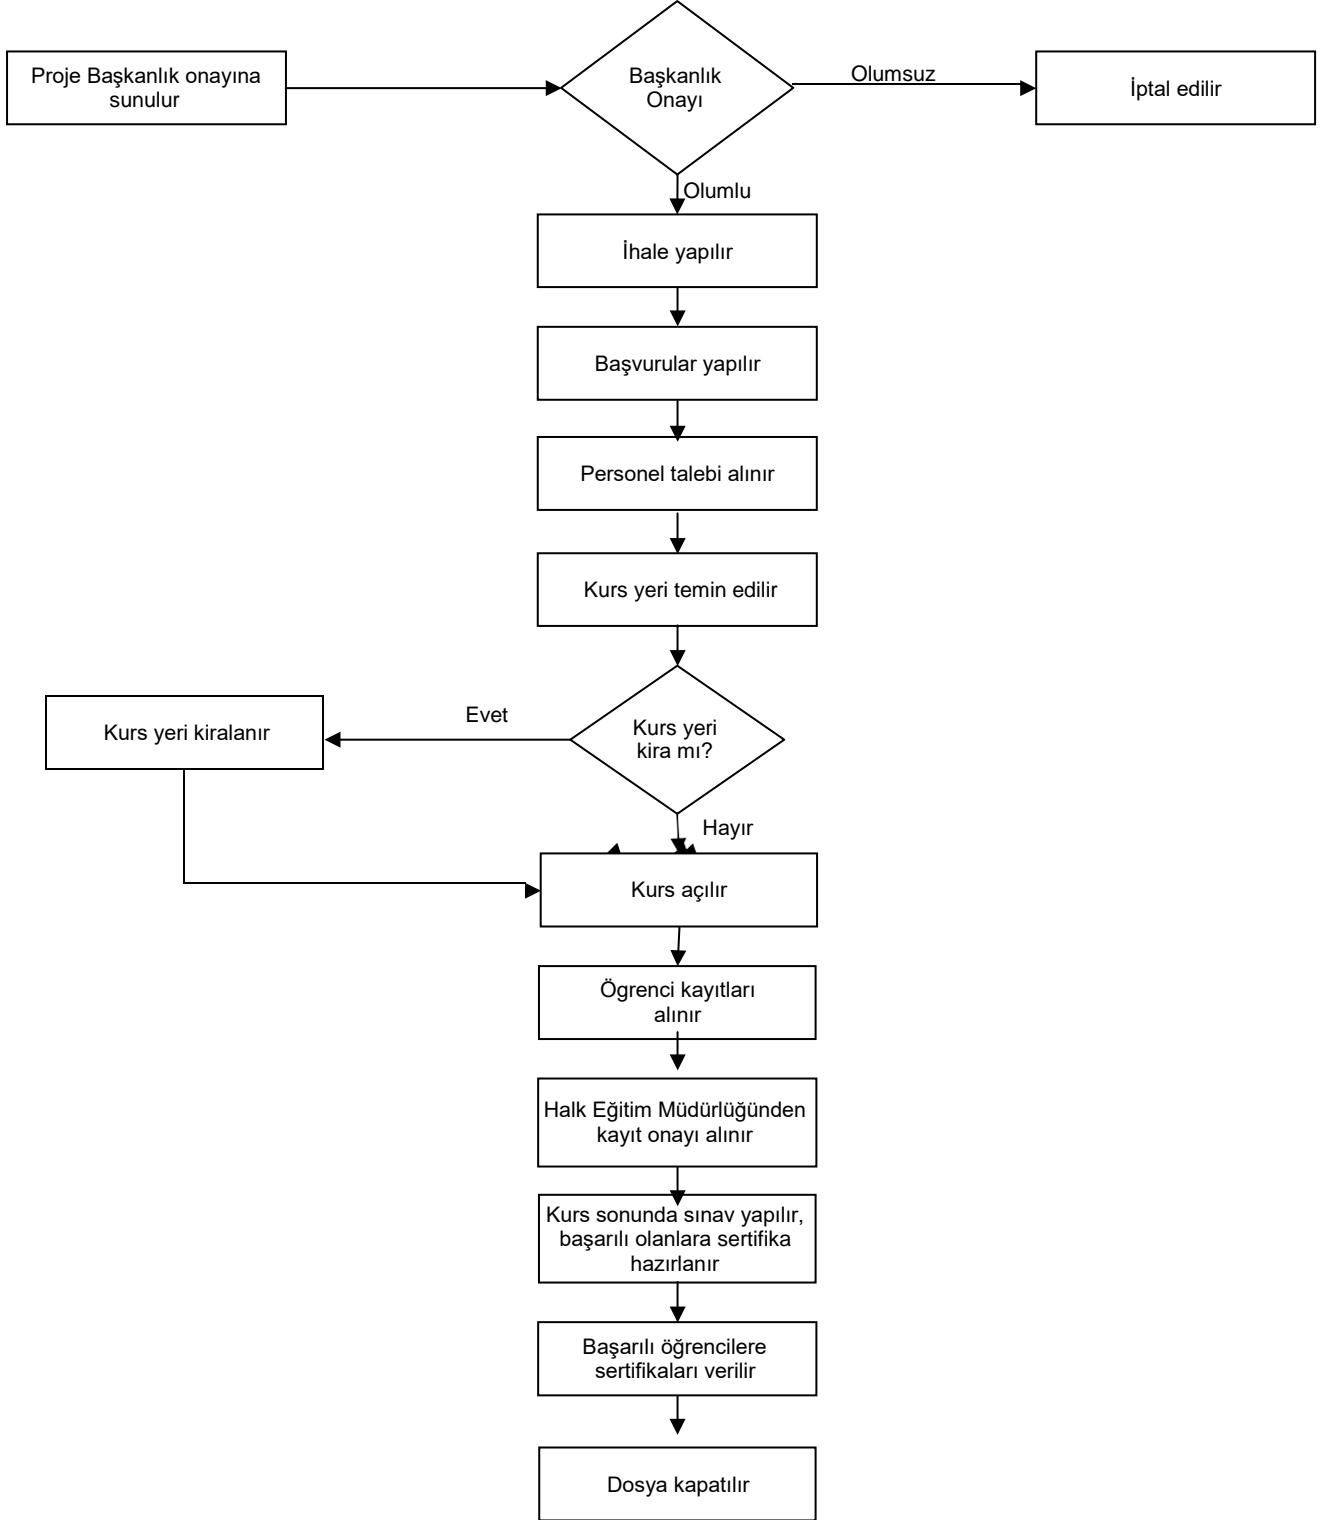 Proje Başkanlık onayına
sunulur
Başkanlık
Onayı
Olumsuz
İptal edilir
Olumlu
İhale yapılır
Başvurular yapılır
Personel talebi alınır
Kurs yeri temin edilir
Evet
Kurs yeri kiralanır
Kurs yeri
kira mı?
Hayır
Kurs açılır
Ögrenci kayıtları
alınır
Halk Eğitim Müdürlüğünden
kayıt onayı alınır
Kurs sonunda sınav yapılır,
başarılı olanlara sertifika
hazırlanır
Başarılı öğrencilere
sertifikaları verilir
Dosya kapatılır